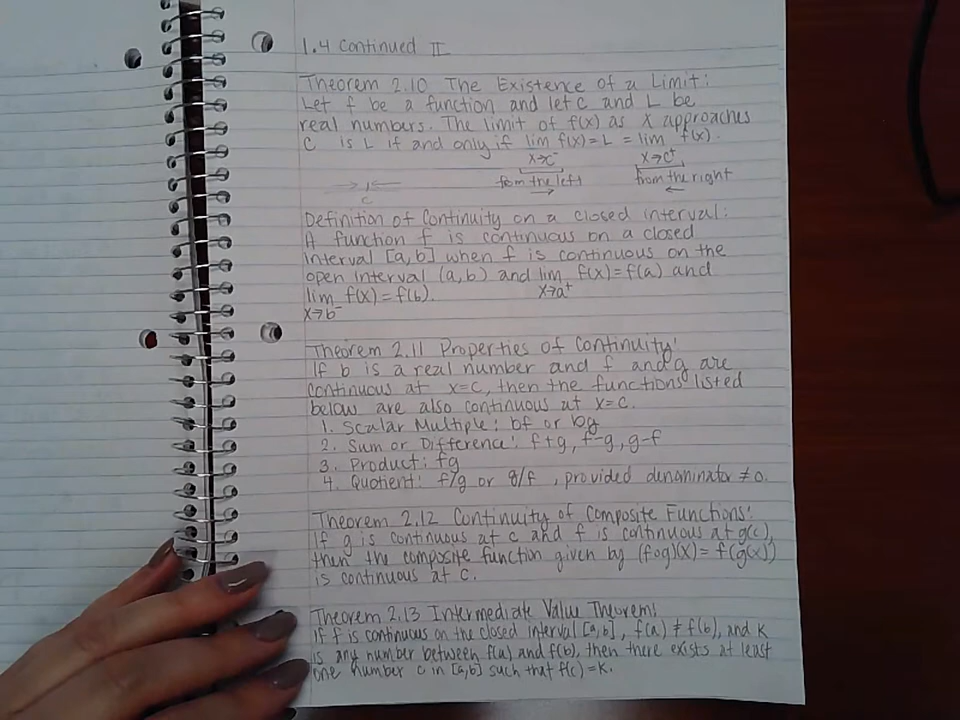 1.4 Continued II
Theorem 2.10 The Existence of a Limit:
Let f be a function and let c and L be
real numbers. The limit of f(x) as x approaches
C is L if and only if lim f(x) = L = lim f(x).
x→c⁻ x→c⁺
from the left from the right
→ ←
→ ←
c
Definition of Continuity on a closed interval:
A function f is continuous on a closed
interval [a,b] when f is continuous on the
open interval (a,b) and lim f(x) = f(a) and
x→a⁺
lim f(x) = f(b).
x→b⁻
Theorem 2.11 Properties of Continuity:
If b is a real number and f and g are
continuous at x=c, then the functions listed
below are also continuous at x=c.
1. Scalar Multiple: bf or bg
2. Sum or Difference: f+g, f-g, g-f
3. Product: fg
4. Quotient: f/g or g/f , provided denominator ≠ 0.
Theorem 2.12 Continuity of Composite Functions:
If g is continuous at c and f is continuous at g(c),
then the composite function given by (f∘g)(x) = f(g(x))
is continuous at c.
Theorem 2.13 Intermediate Value Theorem:
If f is continuous on the closed interval [a,b], f(a) ≠ f(b), and K
is any number between f(a) and f(b), then there exists at least
one number c in [a,b] such that f(c) = K.